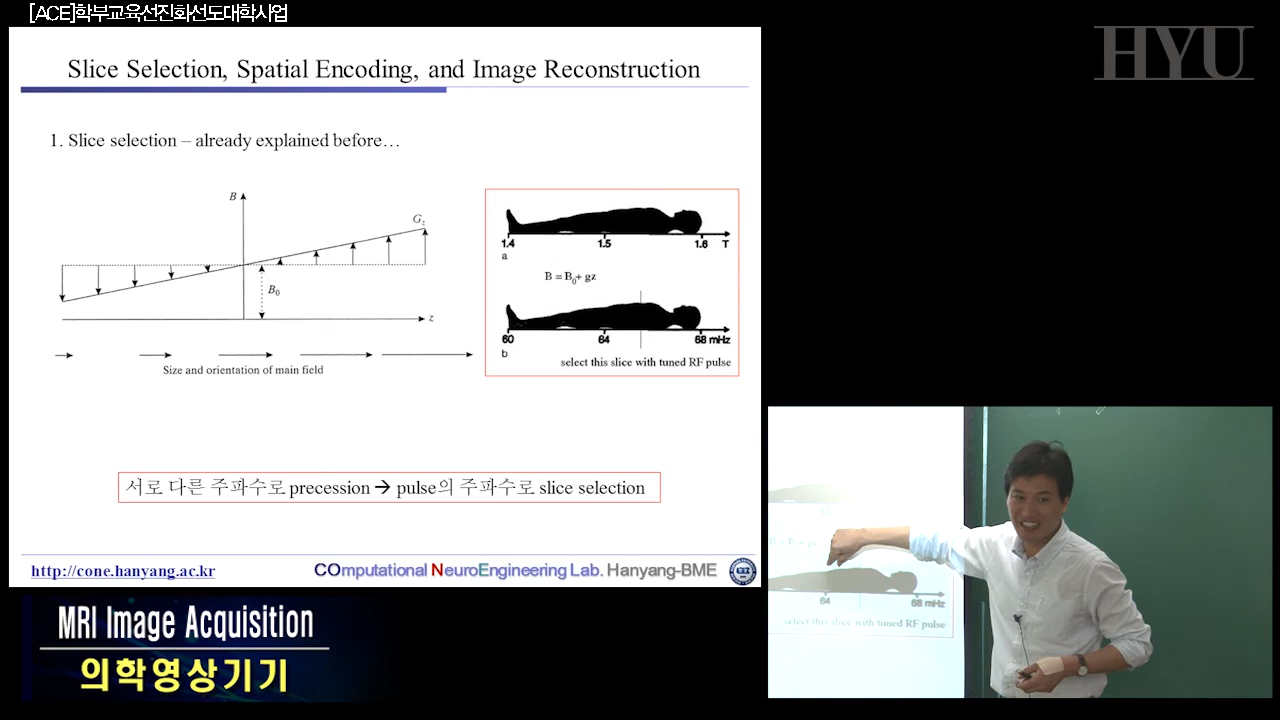 [ACE]학부교육선진화선도대학사업
HYU
Slice Selection, Spatial Encoding, and Image Reconstruction
1. Slice selection – already explained before…
B
Gz
B0
z
Size and orientation of main field
1.4 1.5 1.6 T
a
B = B0+ gz
60 64 68 mHz
b
select this slice with tuned RF pulse
서로 다른 주파수로 precession → pulse의 주파수로 slice selection
http://cone.hanyang.ac.kr
COmputational NeuroEngineering Lab. Hanyang-BME
MRI Image Acquisition
의학영상기기
64 68 mHz
select this slice with tuned RF pulse